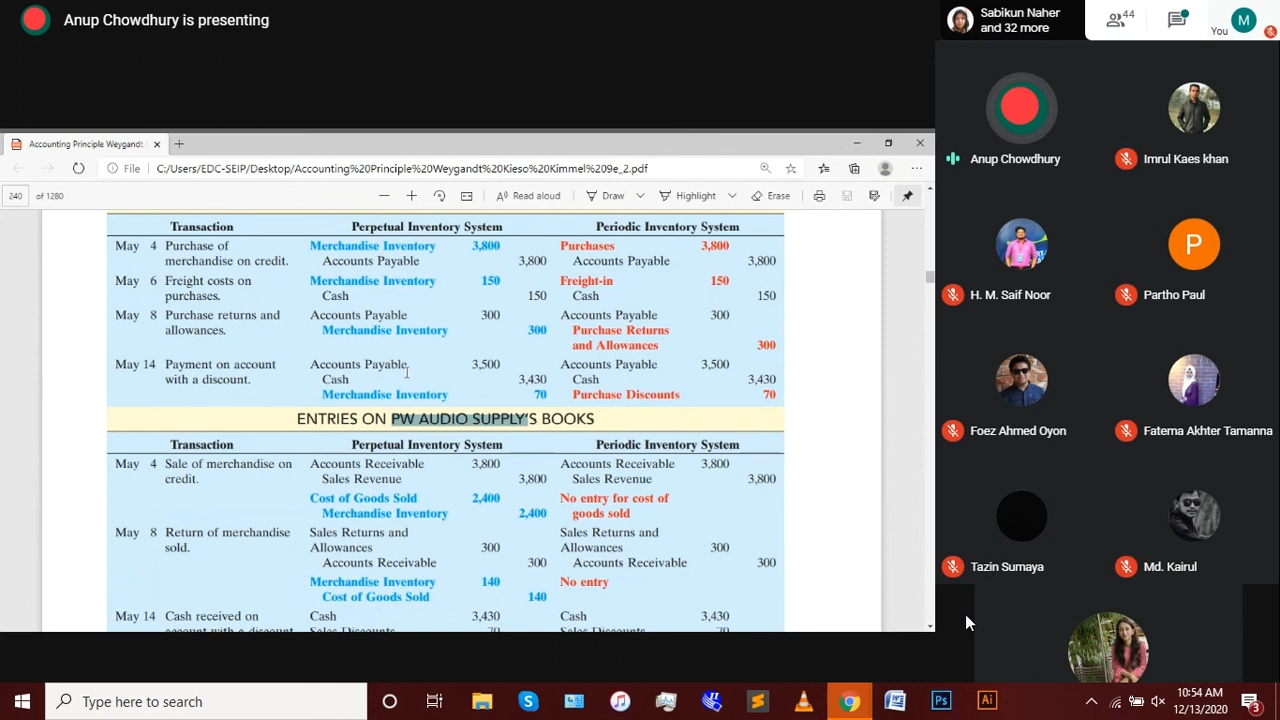 Anup Chowdhury is presenting
Sabikun Naher
and 32 more
44
You
M
Accounting Principle Weygandt
File
C:/Users/EDC-SEIP/Desktop/Accounting%20Principle%20Weygandt%20Kieso%20Kimmel%209e_2.pdf
240 of 1280
Read aloud
Draw
Highlight
Erase
Transaction Perpetual Inventory System Periodic Inventory System
May 4 Purchase of Merchandise Inventory 3,800 Purchases 3,800
merchandise on credit. Accounts Payable 3,800 Accounts Payable 3,800
May 6 Freight costs on Merchandise Inventory 150 Freight-in 150
purchases. Cash 150 Cash 150
May 8 Purchase returns and Accounts Payable 300 Accounts Payable 300
allowances. Merchandise Inventory 300 Purchase Returns
and Allowances 300
May 14 Payment on account Accounts Payable 3,500 Accounts Payable 3,500
with a discount. Cash 3,430 Cash 3,430
Merchandise Inventory 70 Purchase Discounts 70
ENTRIES ON PW AUDIO SUPPLY'S BOOKS
Transaction Perpetual Inventory System Periodic Inventory System
May 4 Sale of merchandise on Accounts Receivable 3,800 Accounts Receivable 3,800
credit. Sales Revenue 3,800 Sales Revenue 3,800
Cost of Goods Sold 2,400 No entry for cost of
Merchandise Inventory 2,400 goods sold
May 8 Return of merchandise Sales Returns and Sales Returns and
sold. Allowances 300 Allowances 300
Accounts Receivable 300 Accounts Receivable 300
Merchandise Inventory 140 No entry
Cost of Goods Sold 140
May 14 Cash received on Cash 3,430 Cash 3,430
account with a discount Sales Discounts 70 Sales Discounts 70
Anup Chowdhury
Imrul Kaes khan
H. M. Saif Noor
P
Partho Paul
Foez Ahmed Oyon
Fatema Akhter Tamanna
Tazin Sumaya
Md. Kairul
Type here to search
W
Ps
Ai
10:54 AM
12/13/2020
3